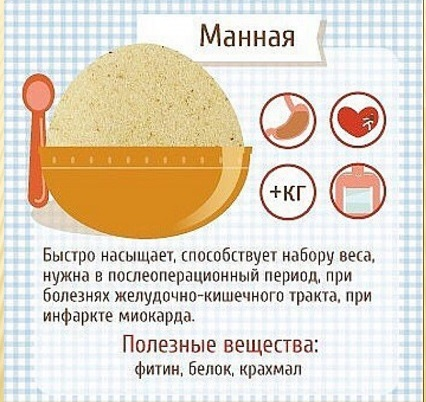 Манная
+кг
Быстро насыщает, способствует набору веса,
нужна в послеоперационный период, при
болезнях желудочно-кишечного тракта, при
инфаркте миокарда.
Полезные вещества:
фитин, белок, крахмал